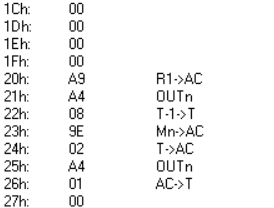 1Ch: 00
1Dh: 00
1Eh: 00
1Fh: 00
20h: A9 R1->AC
21h: A4 OUTn
22h: 08 T-1->T
23h: 9E Mn->AC
24h: 02 T->AC
25h: A4 OUTn
26h: 01 AC->T
27h: 00